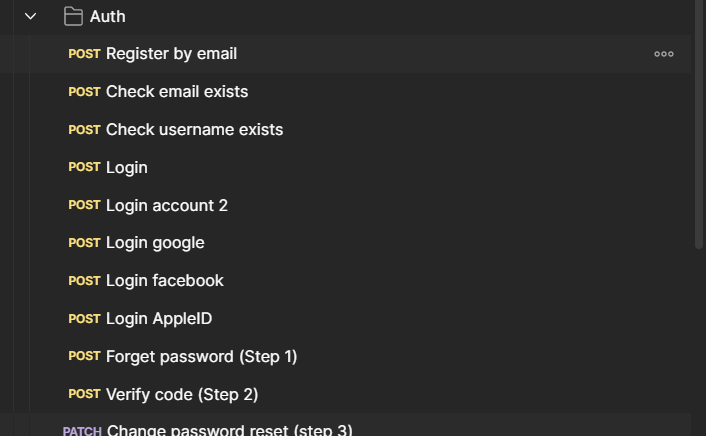 Auth
POST Register by email
POST Check email exists
POST Check username exists
POST Login
POST Login account 2
POST Login google
POST Login facebook
POST Login AppleID
POST Forget password (Step 1)
POST Verify code (Step 2)
PATCH Change password reset (step 3)